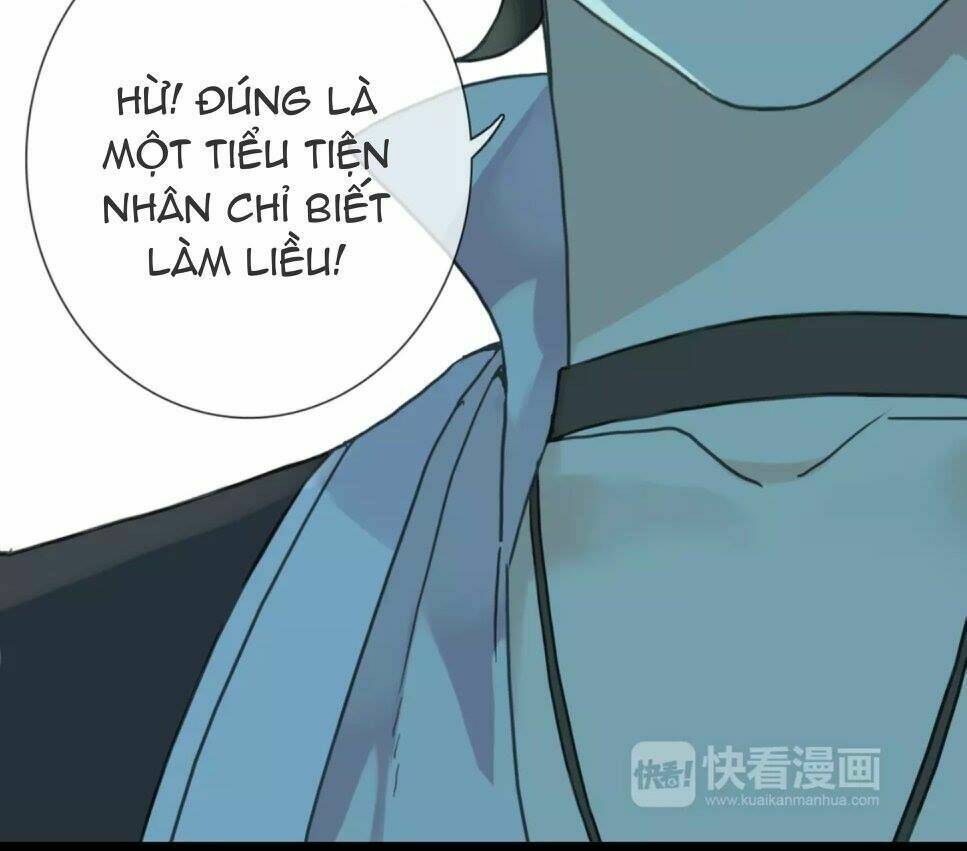 HỪ! ĐÚNG LÀ
MỘT TIỂU TIỆN
NHÂN CHỈ BIẾT
LÀM LIỀU!
快看! 快看漫画
www.kuaikanmanhua.com